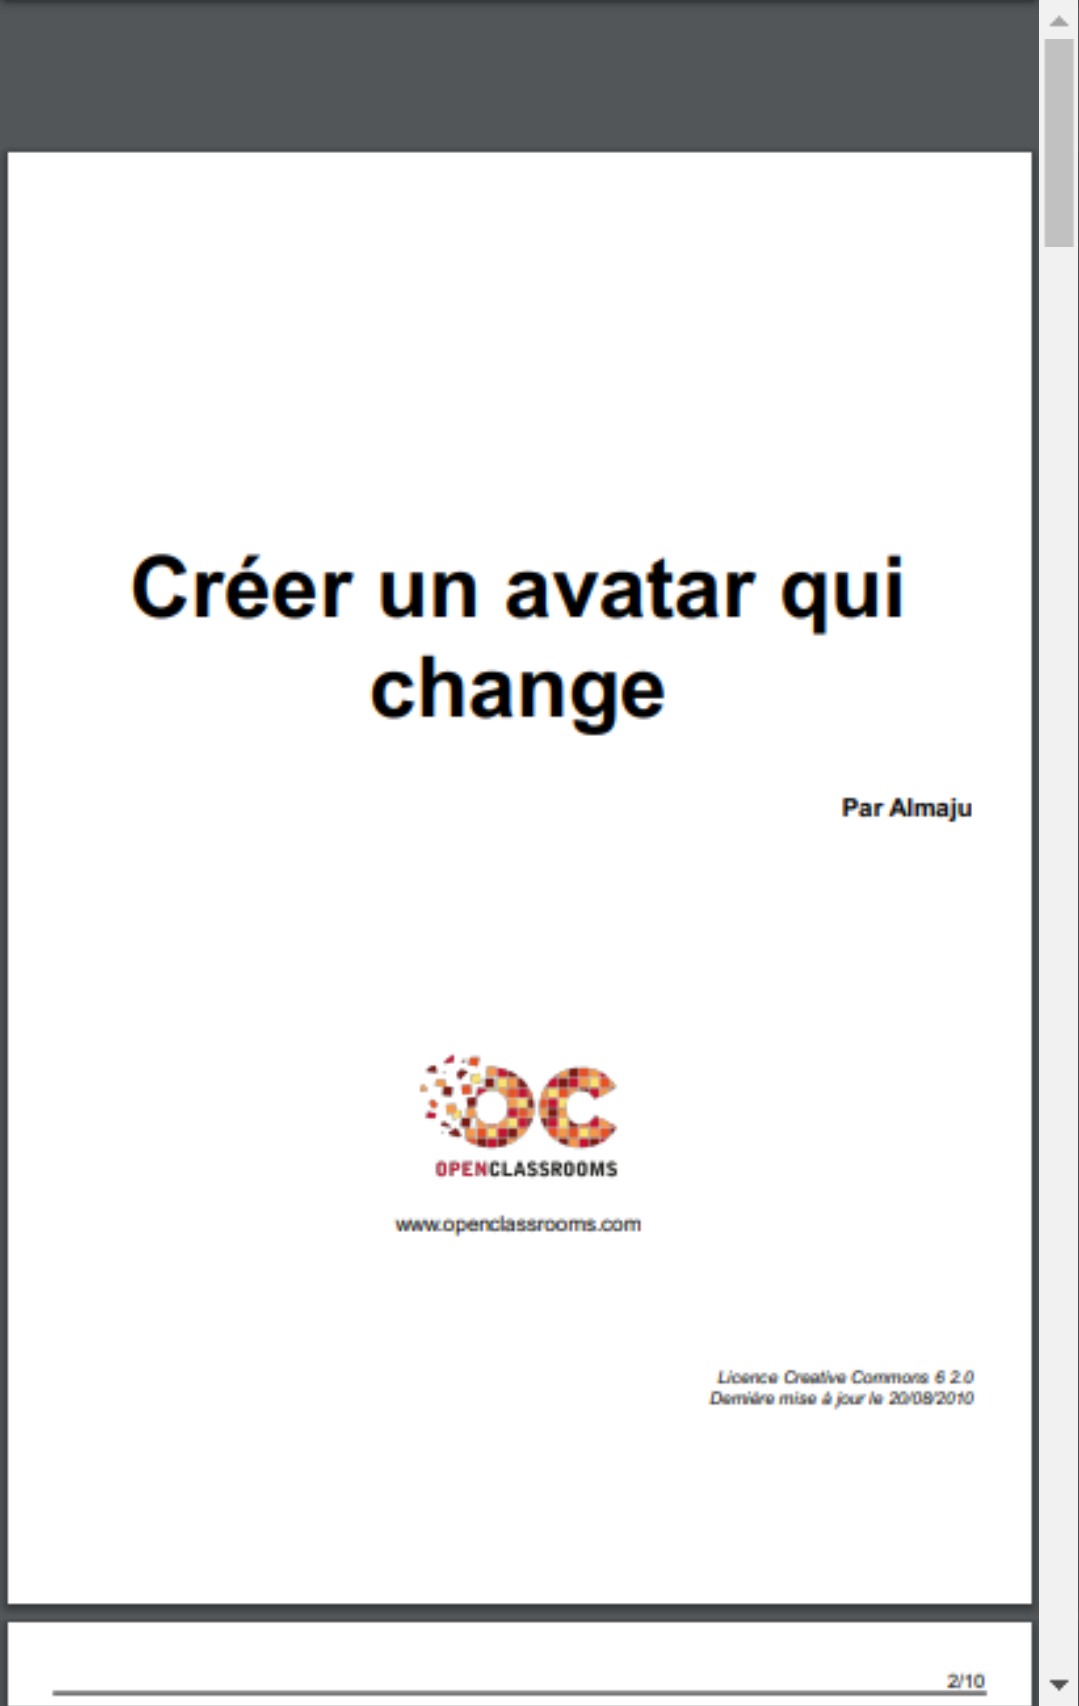 Créer un avatar qui
change
Par Almaju
OPENCLASSROOMS
www.openclassrooms.com
Licence Creative Commons 6 2.0
Dernière mise à jour le 20/08/2010
2/10